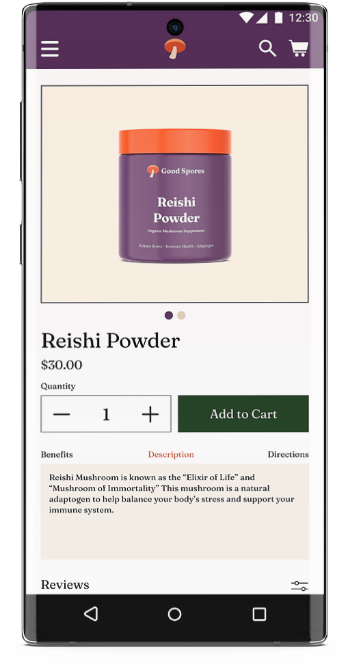 12:30
Good Spores
Reishi
Powder
Organic Mushroom Supplement
Balance Stress · Immune Health · Adaptogen
Reishi Powder
$30.00
Quantity
1
Add to Cart
Benefits
Description
Directions
Reishi Mushroom is known as the “Elixir of Life” and
“Mushroom of Immortality” This mushroom is a natural
adaptogen to help balance your body’s stress and support your
immune system.
Reviews